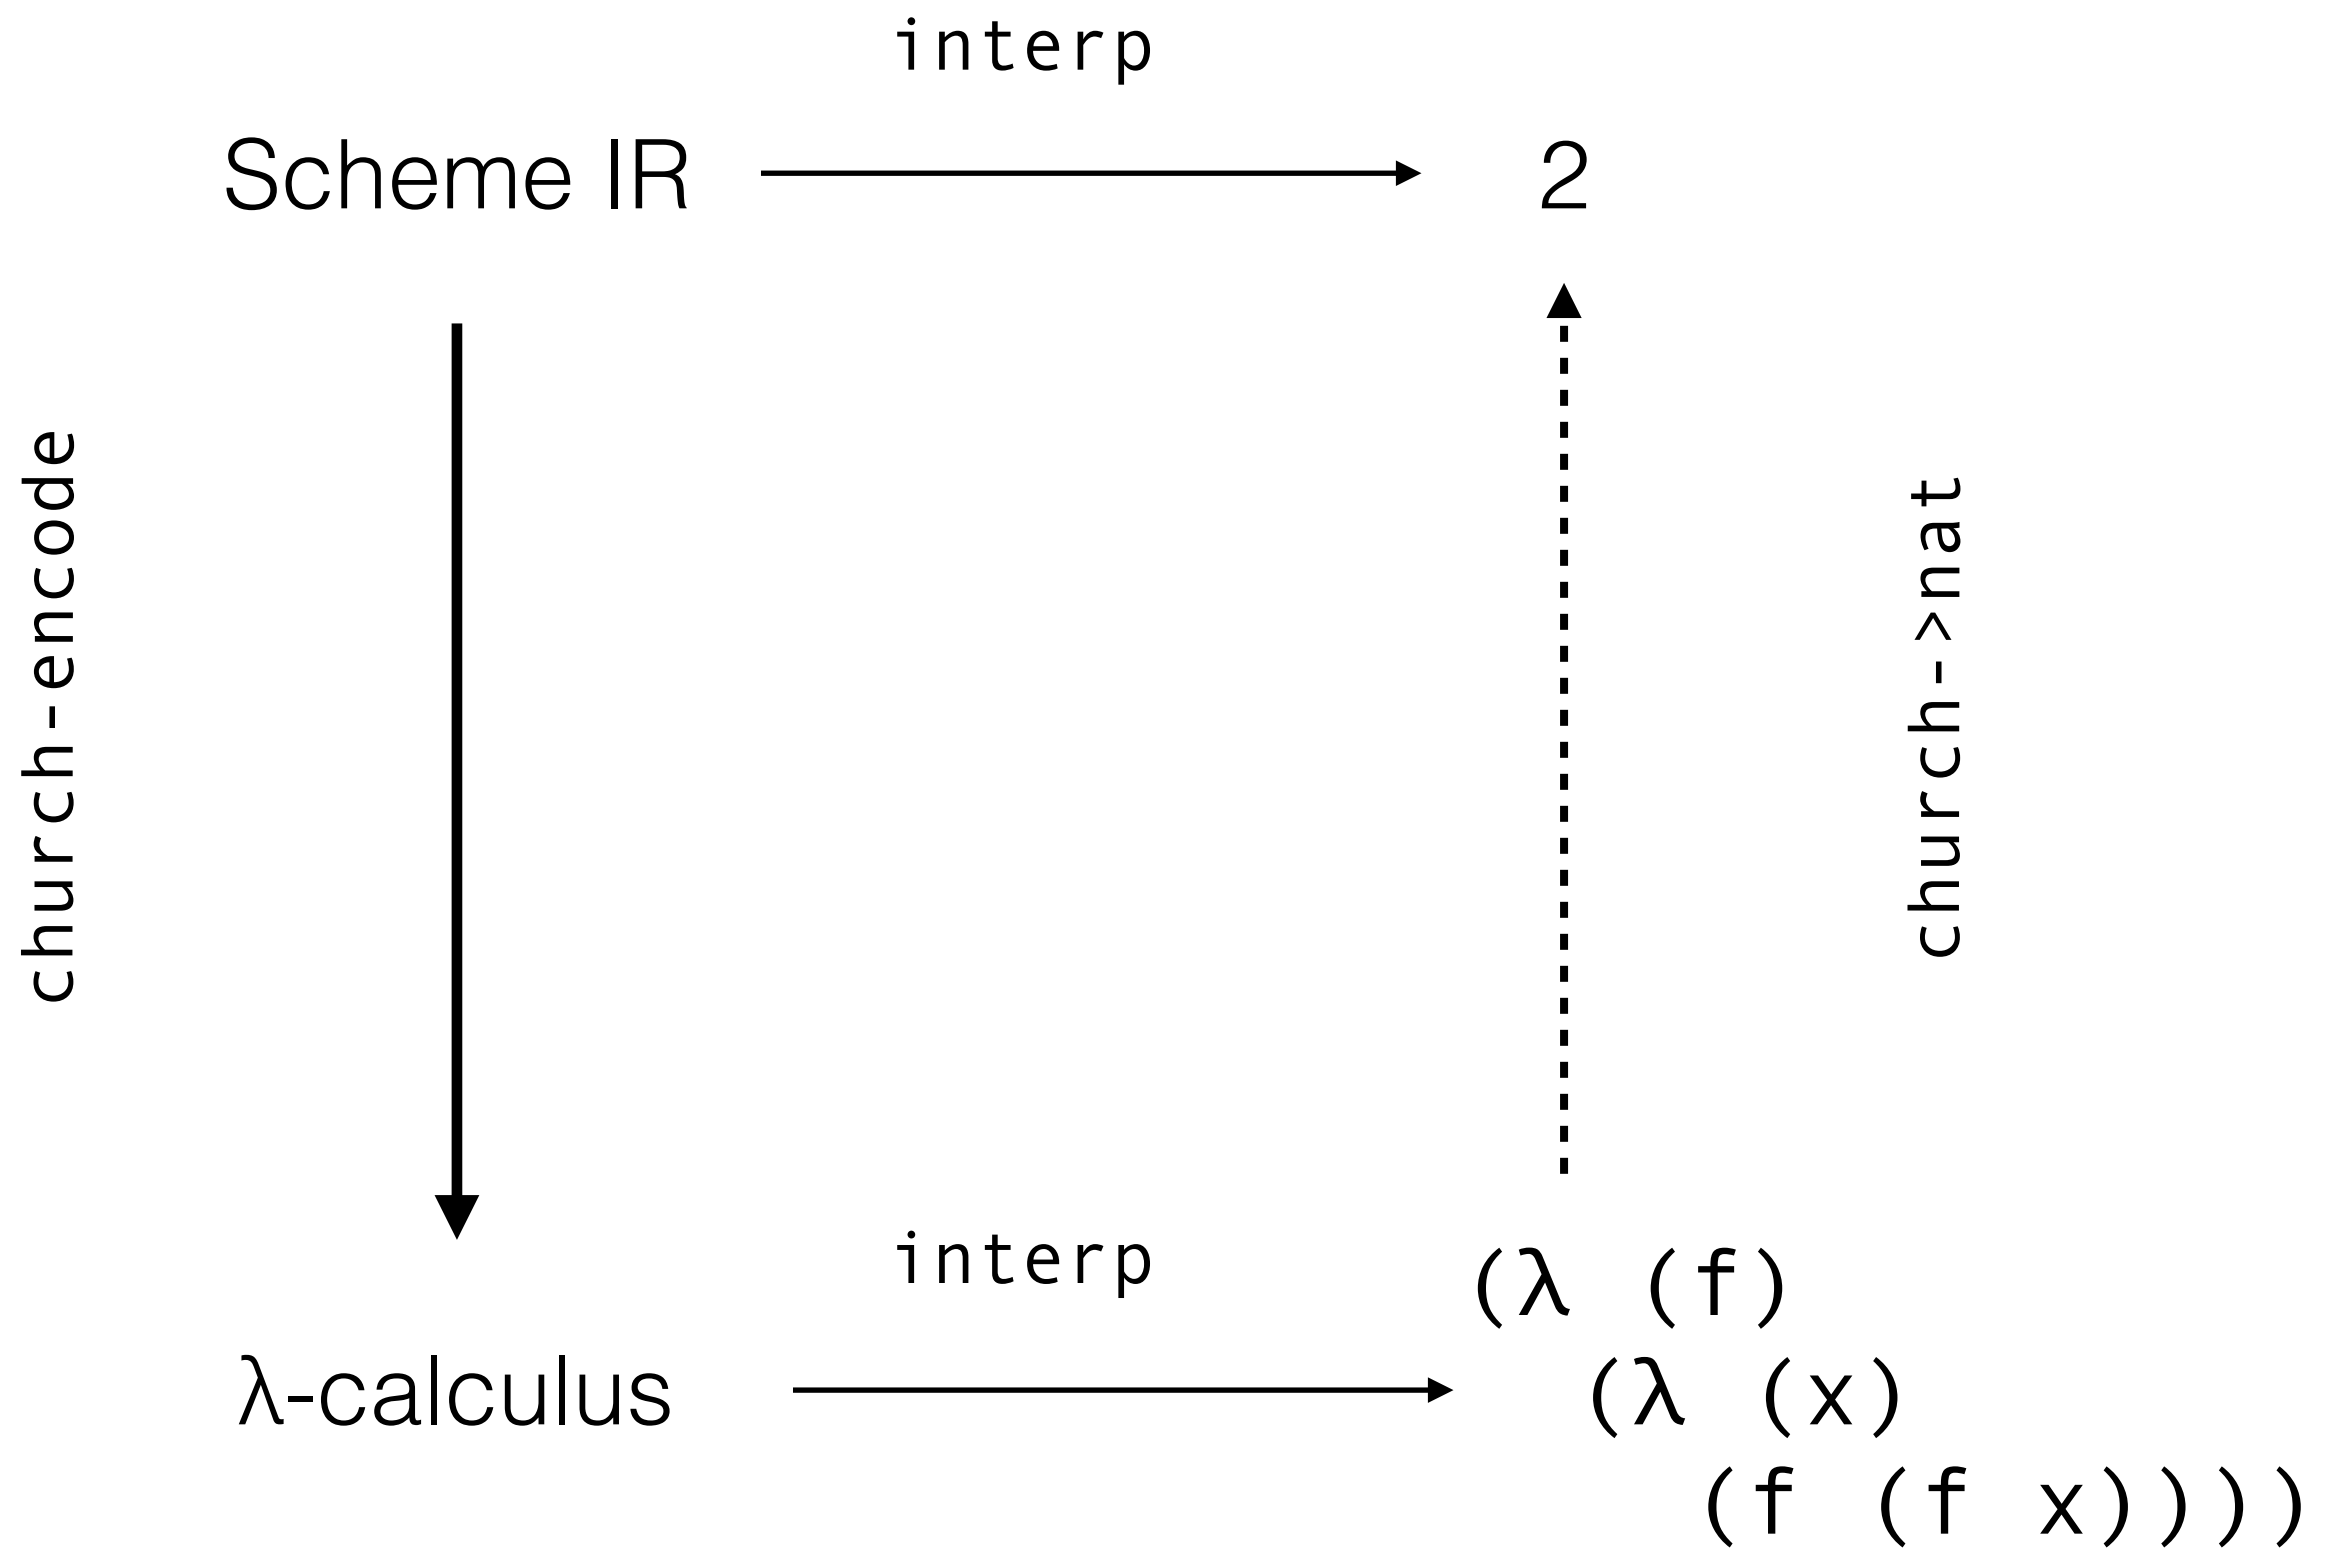 interp
Scheme IR
2
church-encode
church->nat
interp
λ-calculus
(λ (f)
(λ (x)
(f (f x))))